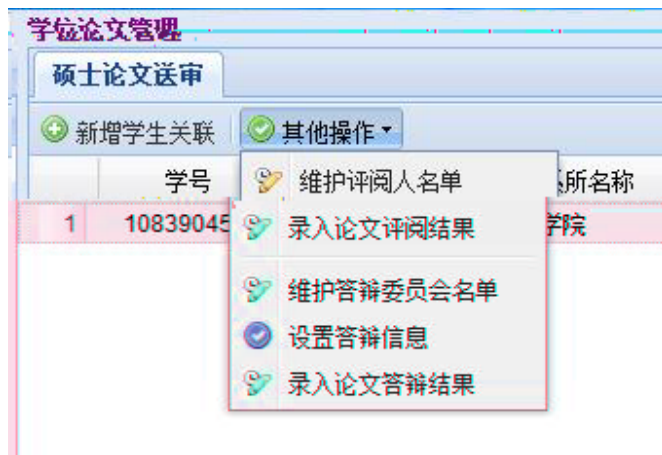 学位论文管理
硕士论文送审
新增学生关联 其他操作
学号 所名称
1 10839045 学院
维护评阅人名单
录入论文评阅结果
维护答辩委员会名单
设置答辩信息
录入论文答辩结果